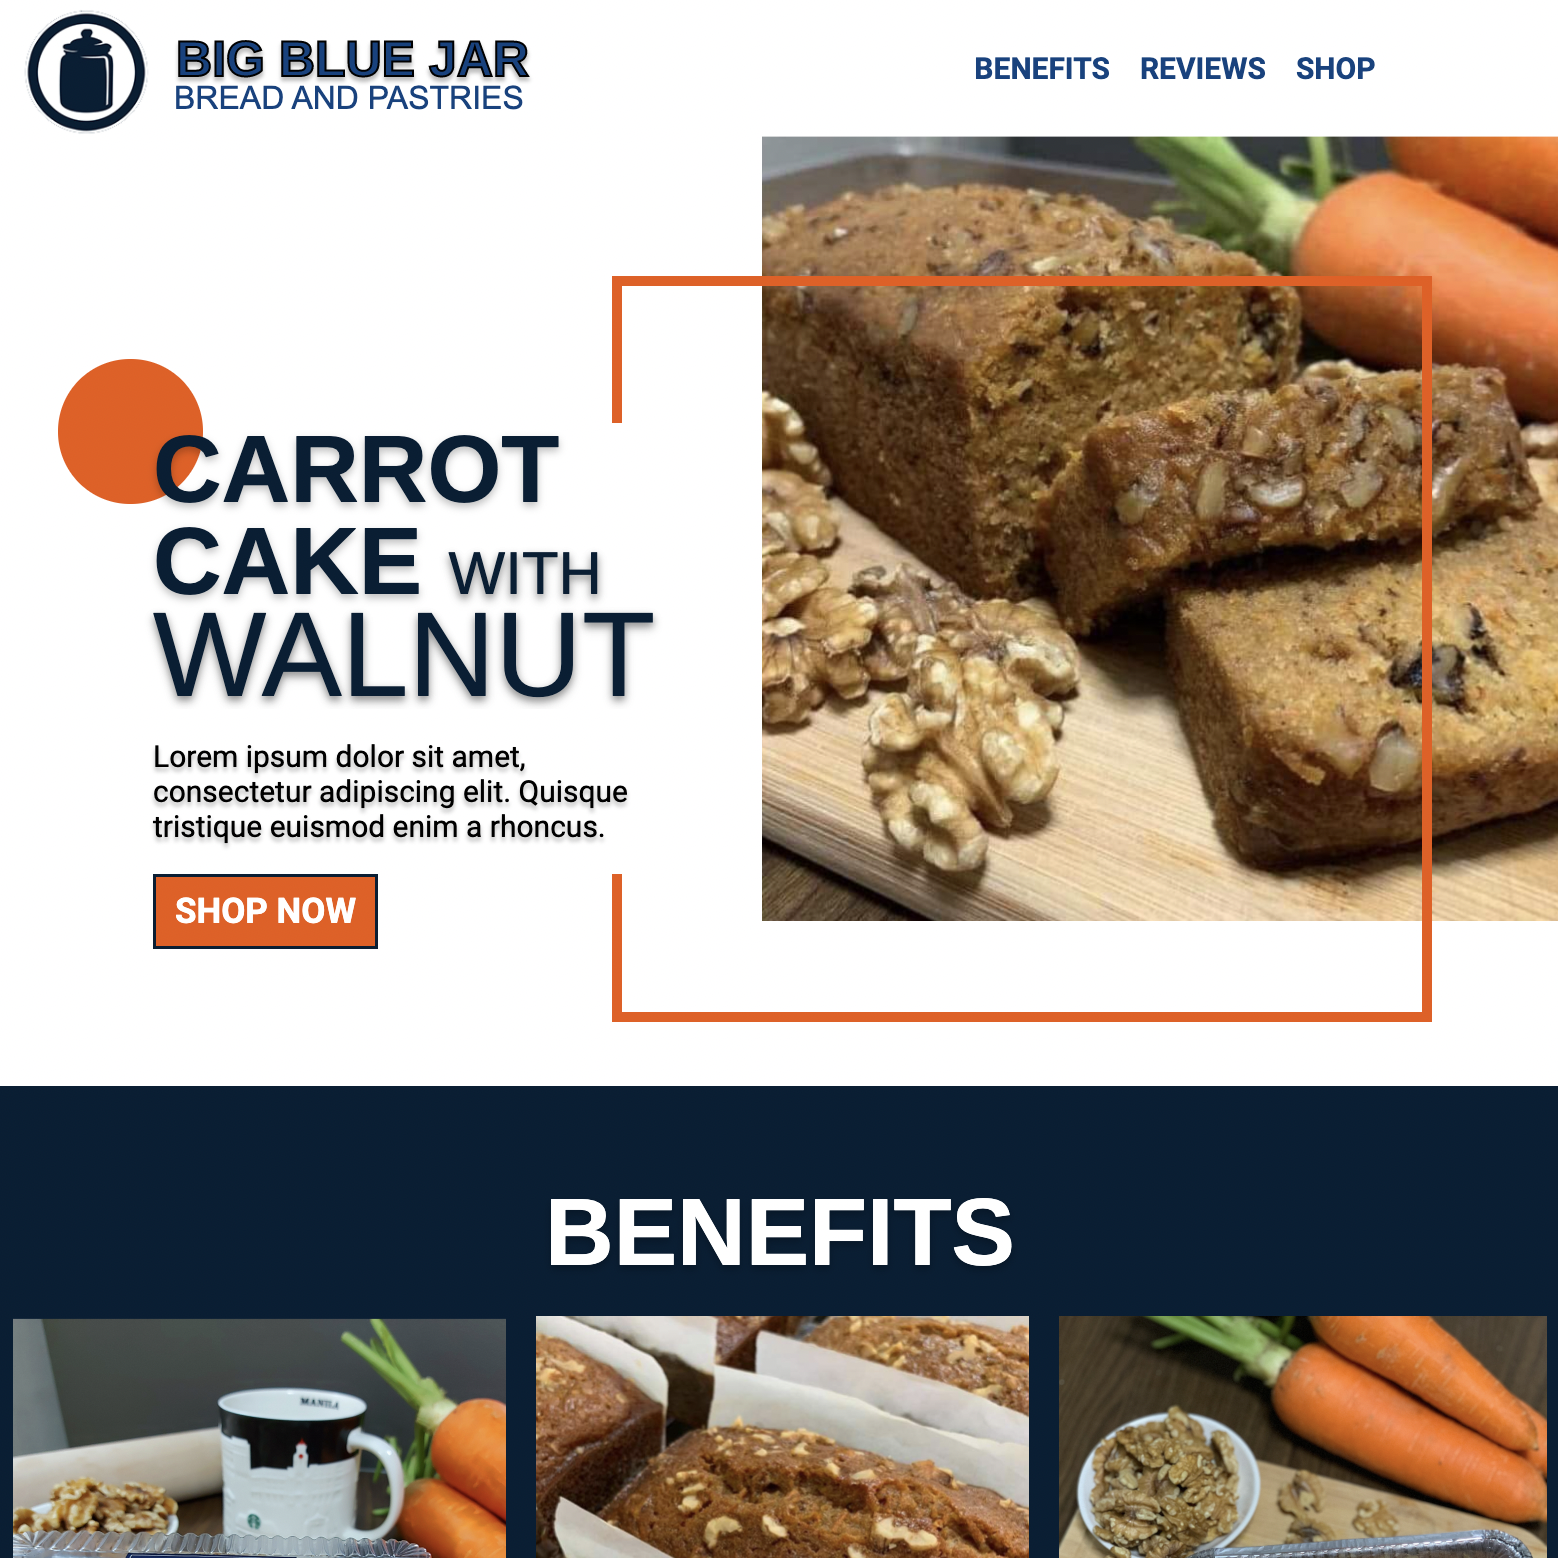 BIG BLUE JAR
BREAD AND PASTRIES
BENEFITS REVIEWS SHOP
CARROT
CAKE WITH
WALNUT
Lorem ipsum dolor sit amet,
consectetur adipiscing elit. Quisque
tristique euismod enim a rhoncus.
SHOP NOW
BENEFITS
MANILA